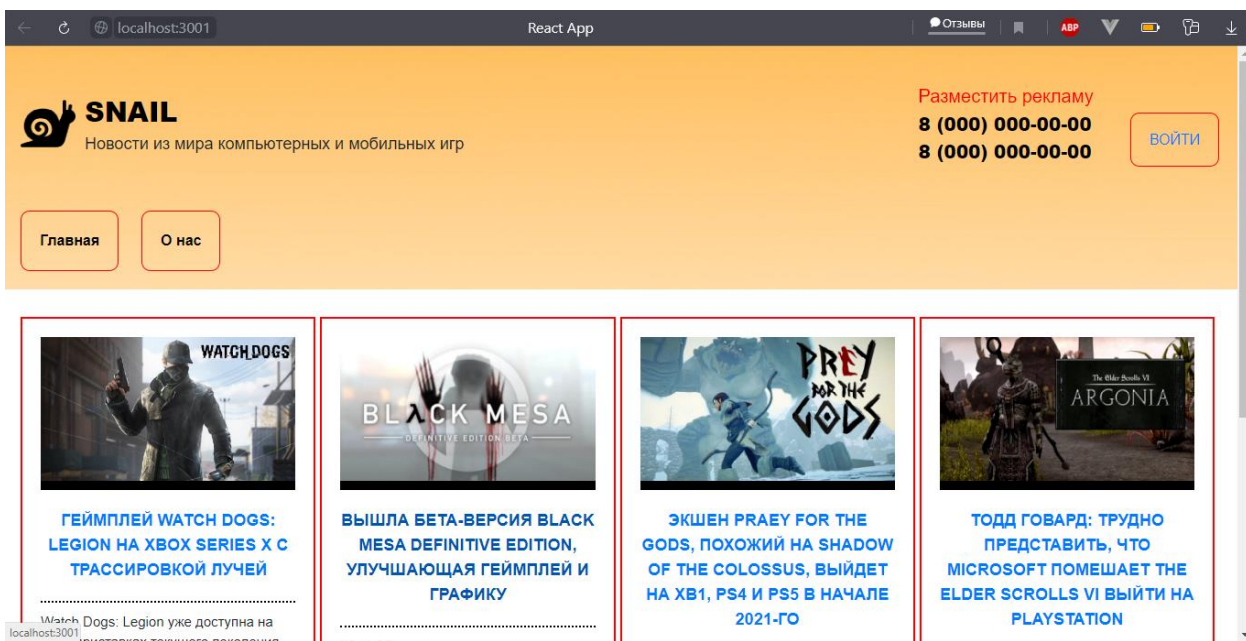 localhost:3001
React App
Отзывы
ABP
SNAIL
Новости из мира компьютерных и мобильных игр
Разместить рекламу
8 (000) 000-00-00
8 (000) 000-00-00
ВОЙТИ
Главная
О нас
WATCH DOGS
ГЕЙМПЛЕЙ WATCH DOGS:
LEGION НА XBOX SERIES X С
ТРАССИРОВКОЙ ЛУЧЕЙ
Watch Dogs: Legion уже доступна на
приставках текущего поколения
BLACK MESA
DEFINITIVE EDITION BETA
ВЫШЛА БЕТА-ВЕРСИЯ BLACK
MESA DEFINITIVE EDITION,
УЛУЧШАЮЩАЯ ГЕЙМПЛЕЙ И
ГРАФИКУ
PREY
FOR THE
GODS
ЭКШЕН PRAEY FOR THE
GODS, ПОХОЖИЙ НА SHADOW
OF THE COLOSSUS, ВЫЙДЕТ
НА XB1, PS4 И PS5 В НАЧАЛЕ
2021-ГО
The Elder Scrolls VI
ARGONIA
ТОДД ГОВАРД: ТРУДНО
ПРЕДСТАВИТЬ, ЧТО
MICROSOFT ПОМЕШАЕТ THE
ELDER SCROLLS VI ВЫЙТИ НА
PLAYSTATION
localhost:3001